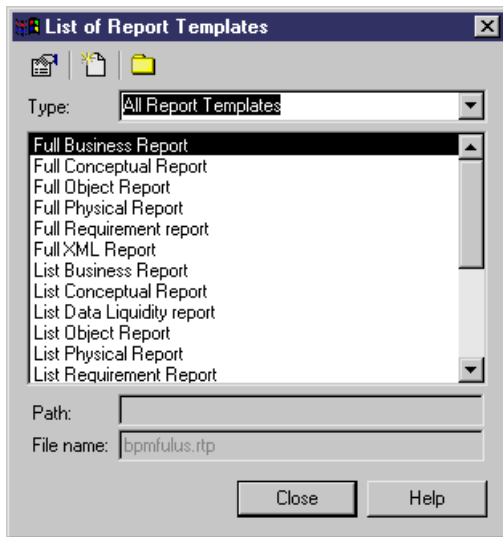 List of Report Templates
Type: All Report Templates
Full Business Report
Full Conceptual Report
Full Object Report
Full Physical Report
Full Requirement report
Full XML Report
List Business Report
List Conceptual Report
List Data Liquidity report
List Object Report
List Physical Report
List Requirement Report
Path:
File name: bpmfulus.rtp
Close Help